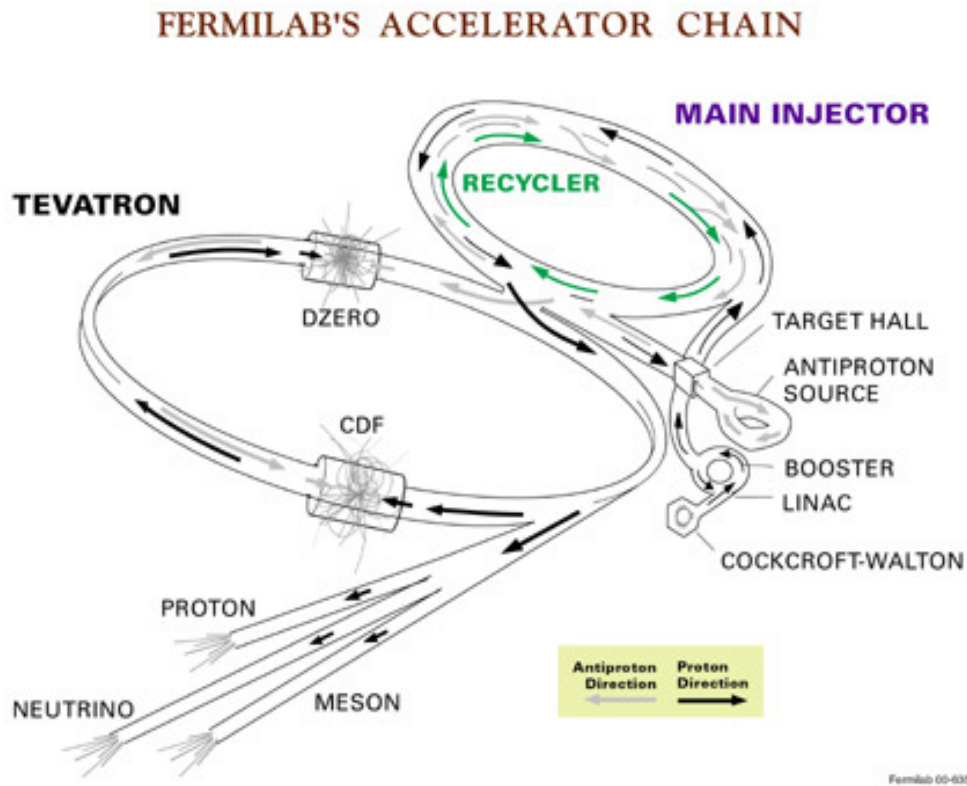 FERMILAB'S ACCELERATOR CHAIN
MAIN INJECTOR
RECYCLER
TEVATRON
DZERO
TARGET HALL
ANTIPROTON
SOURCE
CDF
BOOSTER
LINAC
COCKCROFT-WALTON
PROTON
NEUTRINO
MESON
Antiproton
Direction
Proton
Direction